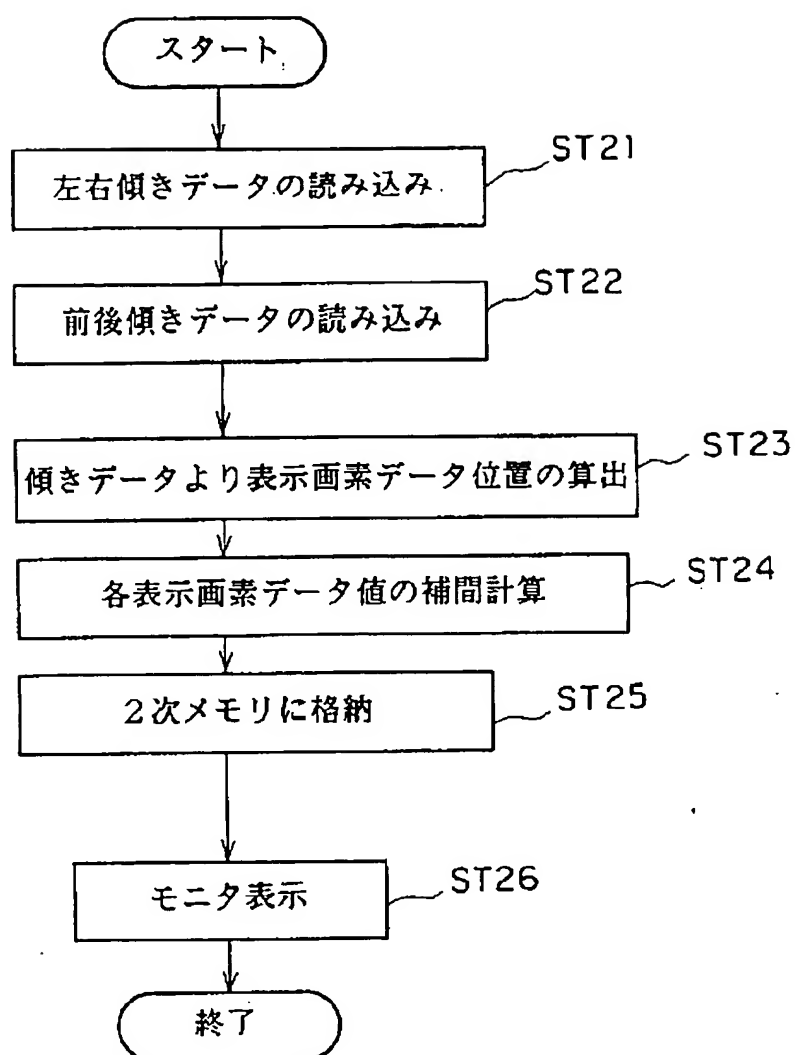 スタート
ST21
左右傾きデータの読み込み
ST22
前後傾きデータの読み込み
ST23
傾きデータより表示画素データ位置の算出
ST24
各表示画素データ値の補間計算
ST25
2次メモリに格納
ST26
モニタ表示
終了